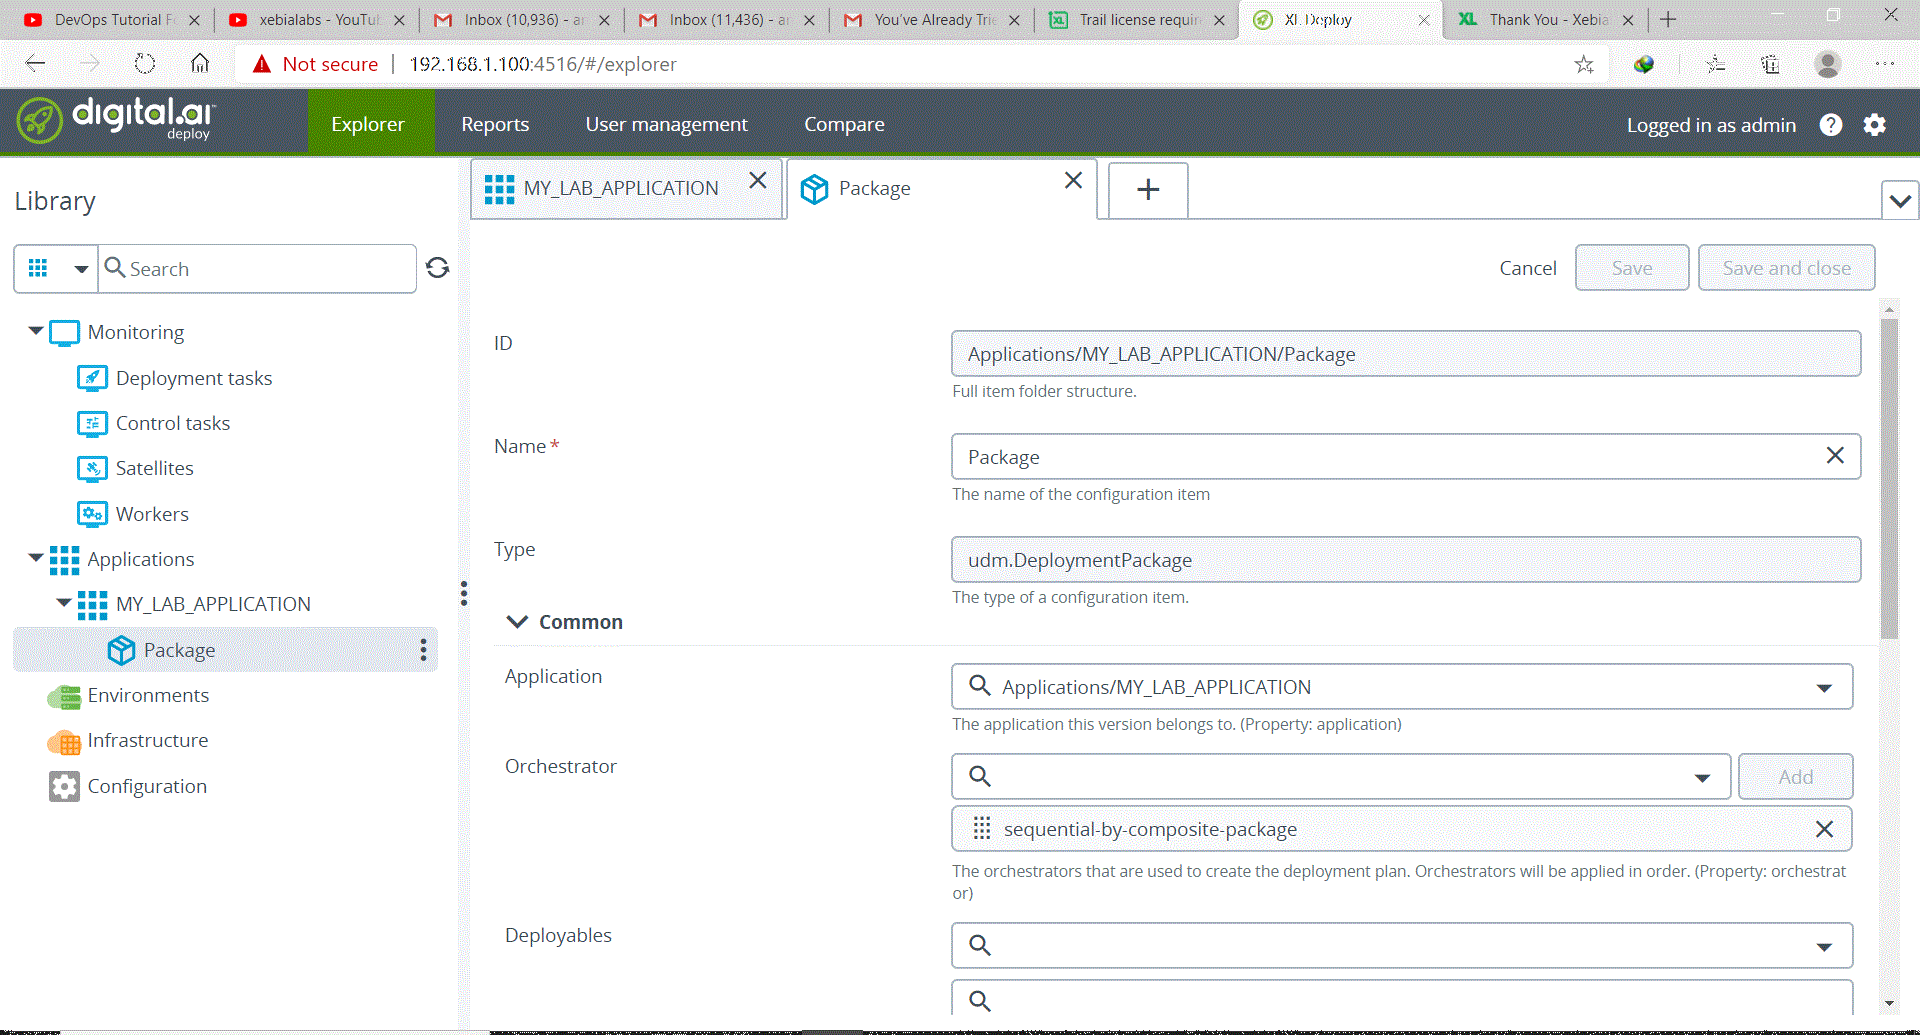 DevOps Tutorial Fo
xebialabs - YouTub
Inbox (10,936) - an
Inbox (11,436) - an
You've Already Trie
Trail license requir
XL Deploy
Thank You - Xebia
Not secure | 192.168.1.100:4516/#/explorer
digital.ai
deploy
Explorer
Reports
User management
Compare
Logged in as admin
Library
Search
Monitoring
Deployment tasks
Control tasks
Satellites
Workers
Applications
MY_LAB_APPLICATION
Package
Environments
Infrastructure
Configuration
MY_LAB_APPLICATION
Package
Cancel
Save
Save and close
ID
Applications/MY_LAB_APPLICATION/Package
Full item folder structure.
Name*
Package
The name of the configuration item
Type
udm.DeploymentPackage
The type of a configuration item.
Common
Application
Applications/MY_LAB_APPLICATION
The application this version belongs to. (Property: application)
Orchestrator
Add
sequential-by-composite-package
The orchestrators that are used to create the deployment plan. Orchestrators will be applied in order. (Property: orchestrat
or)
Deployables